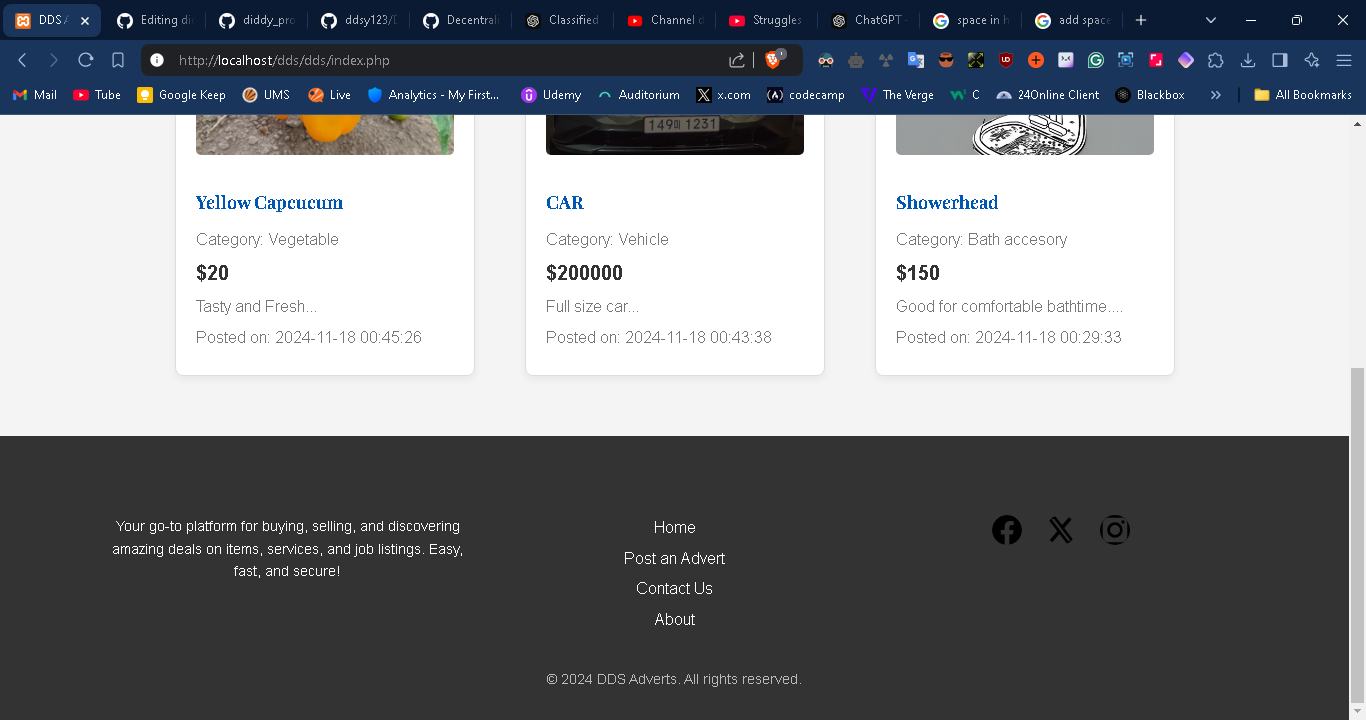 DDS A
Editing di
diddy_pro
ddsy123/D
Decentrali
Classified
Channel d
Struggles
ChatGPT -
space in h
add space
http://localhost/dds/dds/index.php
Mail
Tube
Google Keep
UMS
Live
Analytics - My First...
Udemy
Auditorium
x.com
codecamp
The Verge
C
24Online Client
Blackbox
All Bookmarks
149머 1231
Yellow Capcucum
CAR
Showerhead
Category: Vegetable
Category: Vehicle
Category: Bath accesory
$20
$200000
$150
Tasty and Fresh...
Full size car...
Good for comfortable bathtime....
Posted on: 2024-11-18 00:45:26
Posted on: 2024-11-18 00:43:38
Posted on: 2024-11-18 00:29:33
Your go-to platform for buying, selling, and discovering
amazing deals on items, services, and job listings. Easy,
fast, and secure!
Home
Post an Advert
Contact Us
About
© 2024 DDS Adverts. All rights reserved.